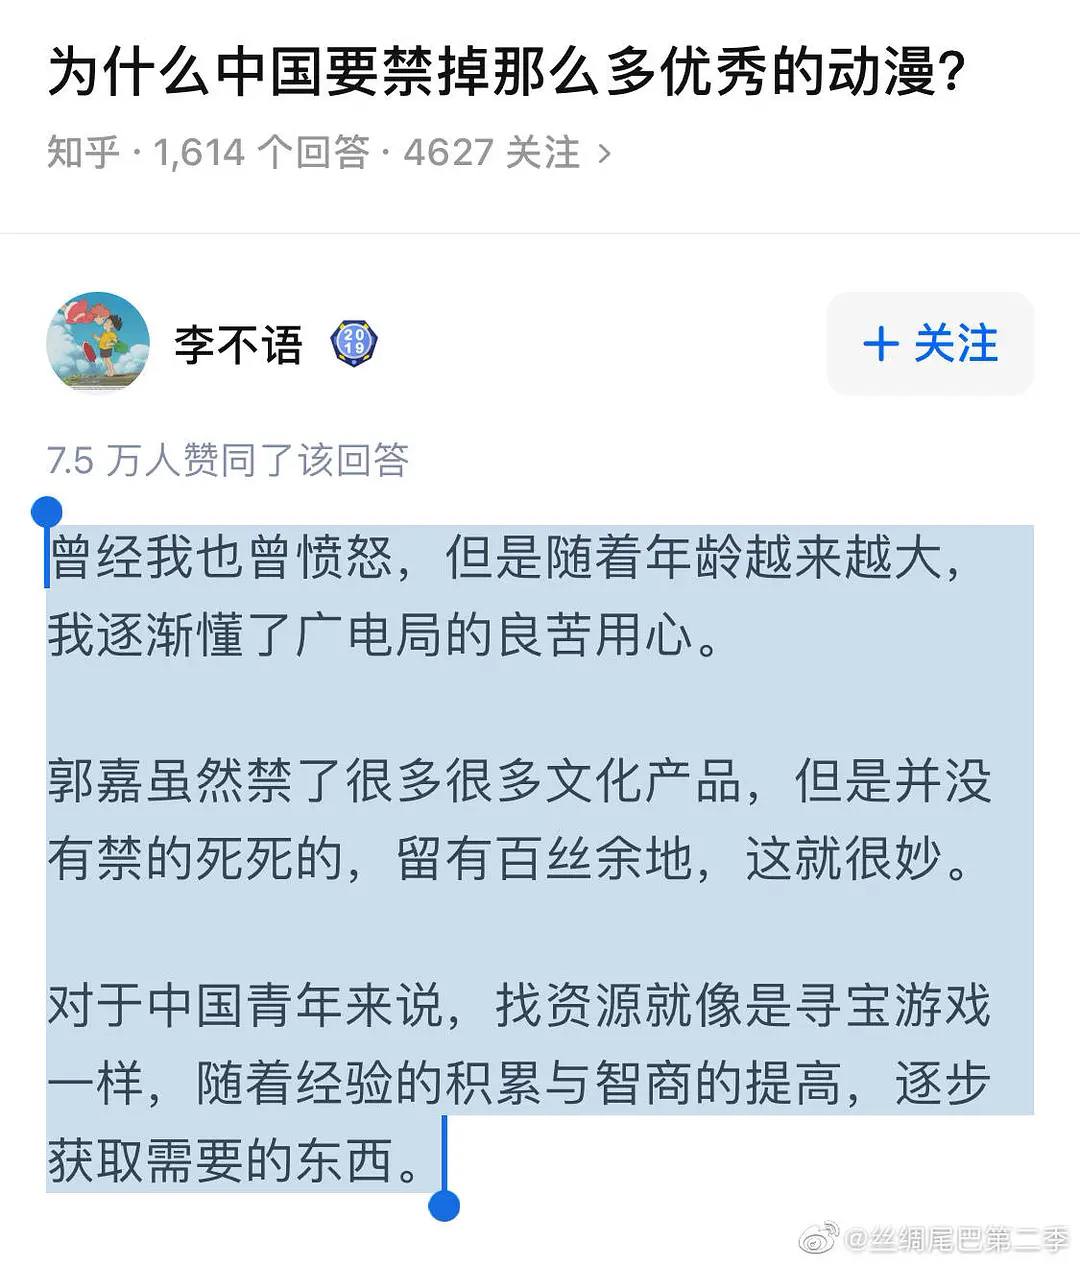 为什么中国要禁掉那么多优秀的动漫?
知乎 · 1,614 个回答 · 4627 关注 >
李不语
20
19
+ 关注
7.5 万人赞同了该回答
曾经我也曾愤怒，但是随着年龄越来越大，
我逐渐懂了广电局的良苦用心。
郭嘉虽然禁了很多很多文化产品，但是并没
有禁的死死的，留有百丝余地，这就很妙。
对于中国青年来说，找资源就像是寻宝游戏
一样，随着经验的积累与智商的提高，逐步
获取需要的东西。
@丝绸尾巴第二季